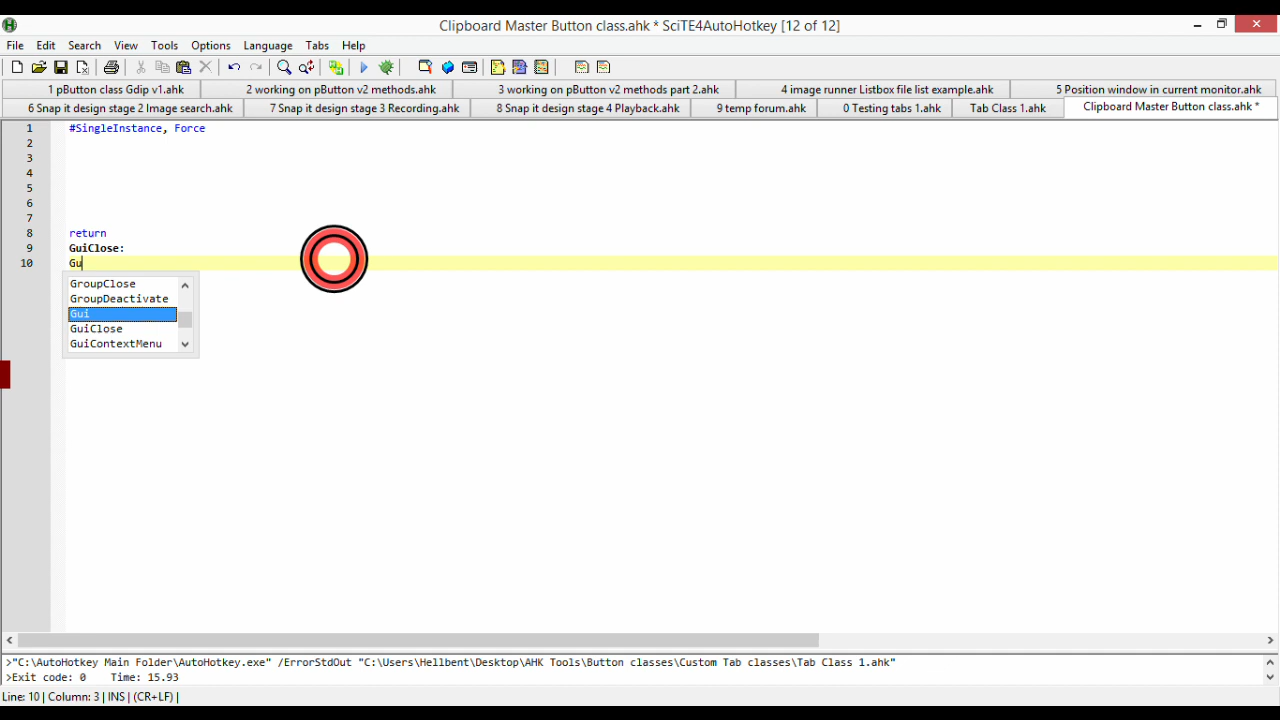 Clipboard Master Button class.ahk * SciTE4AutoHotkey [12 of 12]
File Edit Search View Tools Options Language Tabs Help
1 pButton class Gdip v1.ahk 2 working on pButton v2 methods.ahk 3 working on pButton v2 methods part 2.ahk 4 image runner Listbox file list example.ahk 5 Position window in current monitor.ahk
6 Snap it design stage 2 Image search.ahk 7 Snap it design stage 3 Recording.ahk 8 Snap it design stage 4 Playback.ahk 9 temp forum.ahk 0 Testing tabs 1.ahk Tab Class 1.ahk Clipboard Master Button class.ahk *
1 #SingleInstance, Force
2
3
4
5
6
7
8 return
9 GuiClose:
10 Gu
GroupClose
GroupDeactivate
Gui
GuiClose
GuiContextMenu
>"C:\AutoHotkey Main Folder\AutoHotkey.exe" /ErrorStdOut "C:\Users\Hellbent\Desktop\AHK Tools\Button classes\Custom Tab classes\Tab Class 1.ahk"
>Exit code: 0 Time: 15.93
Line: 10 | Column: 3 | INS | (CR+LF) |